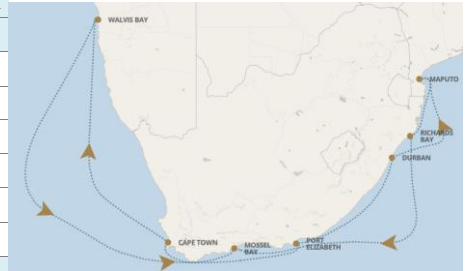 WALVIS BAY
MAPUTO
RICHARDS
BAY
DURBAN
CAPE TOWN
MOSSEL
BAY
PORT
ELIZABETH